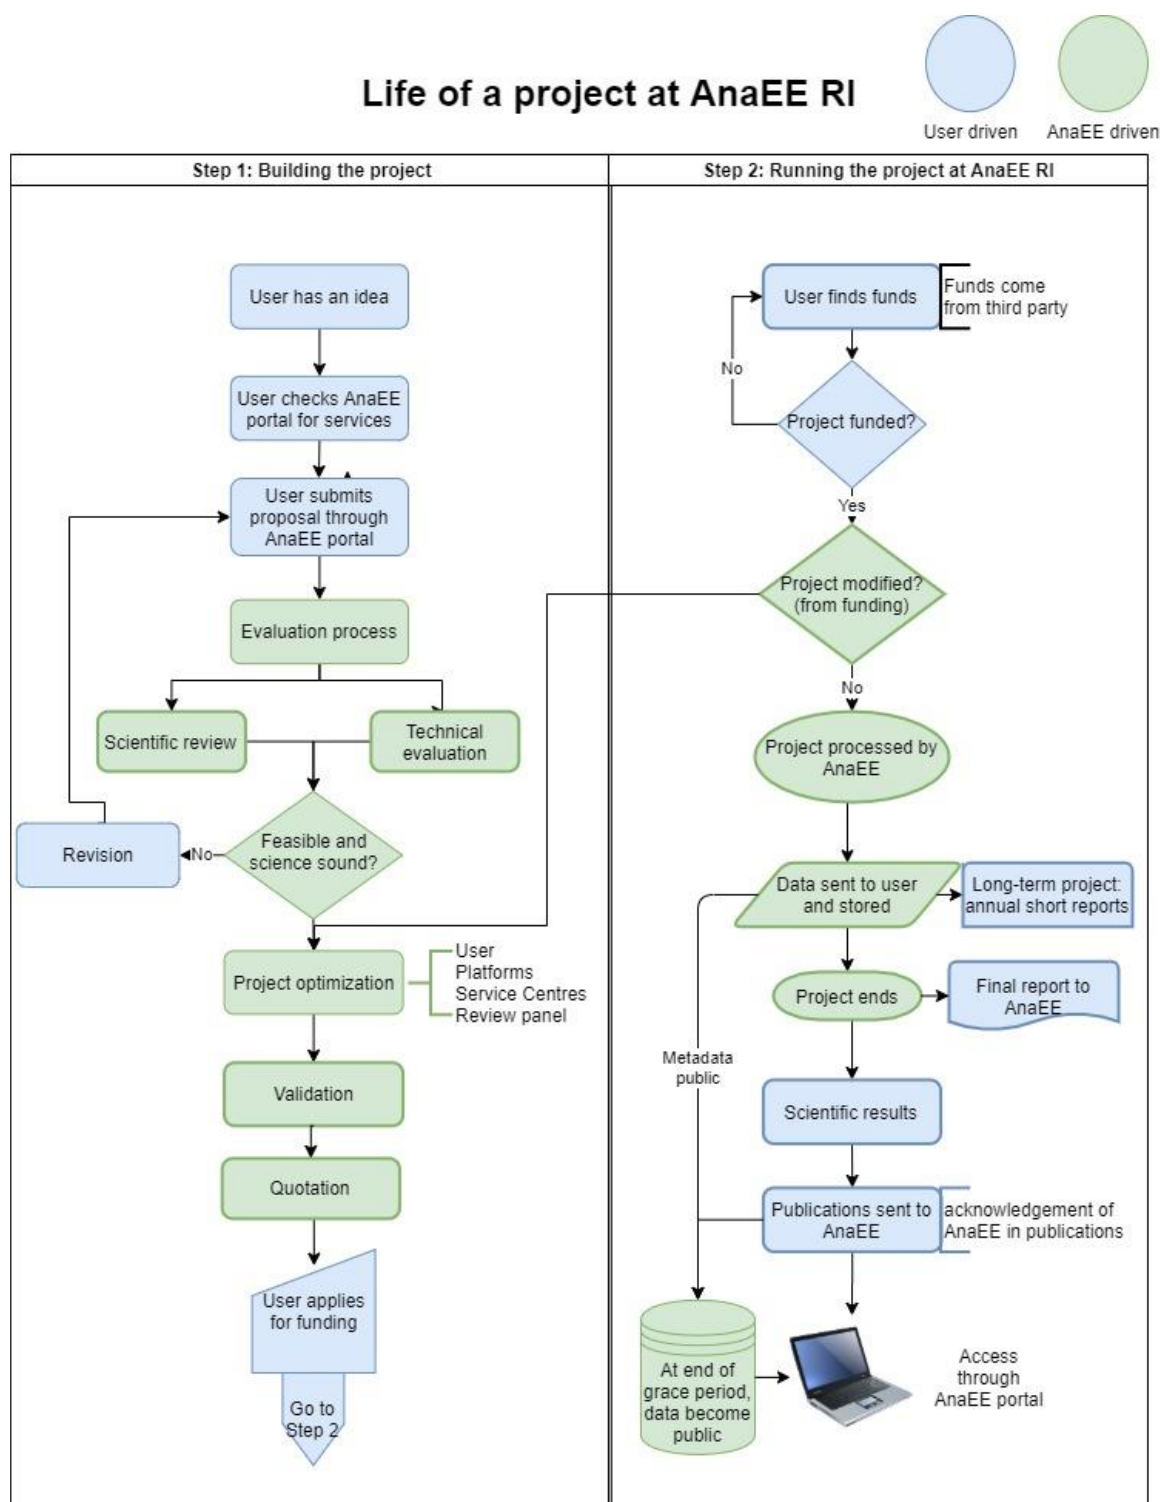 Life of a project at AnaEE RI
User driven
AnaEE driven
Step 1: Building the project
Step 2: Running the project at AnaEE RI
User has an idea
User checks AnaEE
portal for services
User submits
proposal through
AnaEE portal
Evaluation process
Scientific review
Technical
evaluation
Feasible and
science sound?
No
Revision
Project optimization
User
Platforms
Service Centres
Review panel
Validation
Quotation
User applies
for funding
Go to
Step 2
User finds funds
Funds come
from third party
No
Project funded?
Yes
Project modified?
(from funding)
No
Project processed by
AnaEE
Data sent to user
and stored
Long-term project:
annual short reports
Project ends
Final report to
AnaEE
Metadada
public
Scientific results
Publications sent to
AnaEE
acknowledgement of
AnaEE in publications
At end of
grace period,
data become
public
Access
through
AnaEE portal